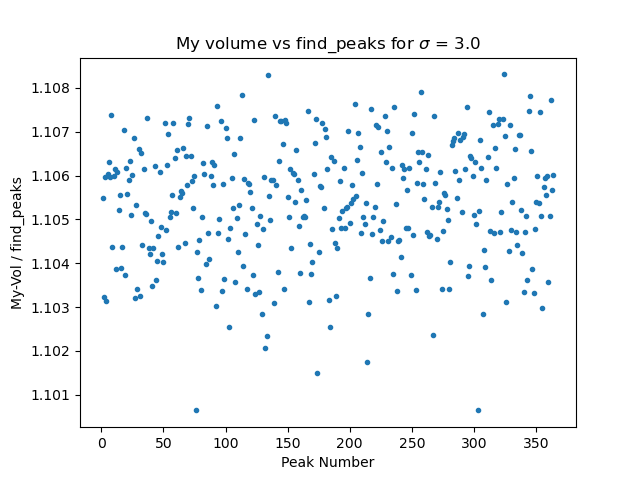 My volume vs find_peaks for σ = 3.0
1.108
1.107
1.106
1.105
1.104
1.103
1.102
1.101
My-Vol / find_peaks
0 50 100 150 200 250 300 350
Peak Number